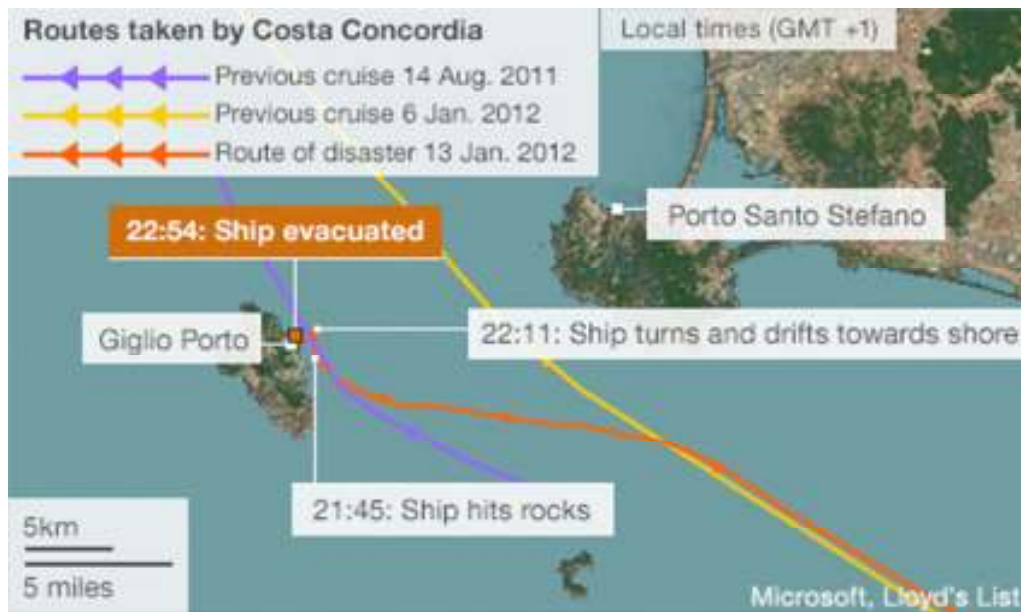 Routes taken by Costa Concordia
Local times (GMT +1)
Previous cruise 14 Aug. 2011
Previous cruise 6 Jan. 2012
Route of disaster 13 Jan. 2012
22:54: Ship evacuated
Porto Santo Stefano
Giglio Porto
22:11: Ship turns and drifts towards shore
21:45: Ship hits rocks
5km
5 miles
Microsoft, Lloyd's List